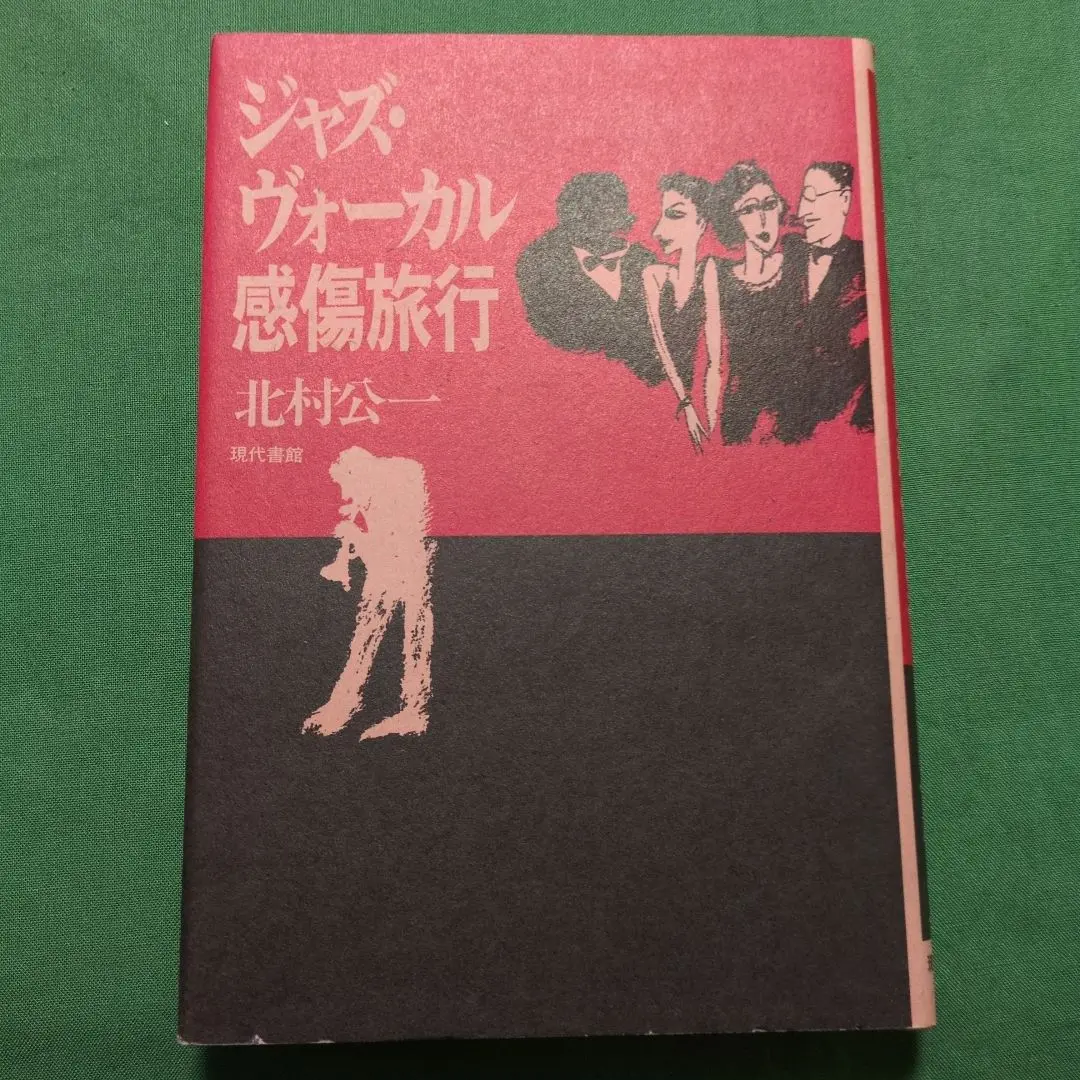 ジャズ・
ヴォーカル
感傷旅行
北村公一
現代書館